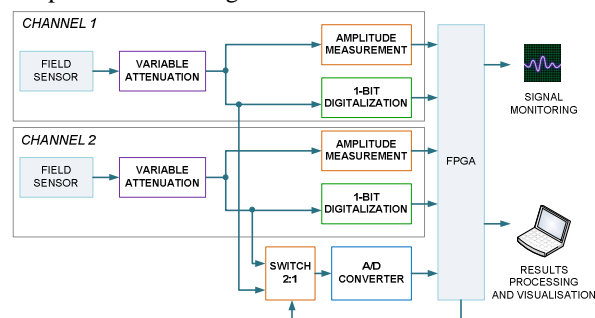 CHANNEL 1
FIELD
SENSOR
VARIABLE
ATTENUATION
AMPLITUDE
MEASUREMENT
1-BIT
DIGITALIZATION
CHANNEL 2
FIELD
SENSOR
VARIABLE
ATTENUATION
AMPLITUDE
MEASUREMENT
1-BIT
DIGITALIZATION
SWITCH
2:1
A/D
CONVERTER
FPGA
SIGNAL
MONITORING
RESULTS
PROCESSING
AND VISUALISATION